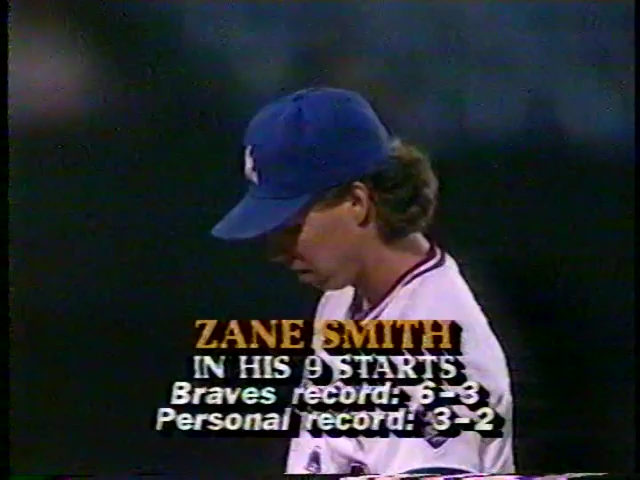 ZANE SMITH
IN HIS 9 STARTS
Braves record: 6-3
Personal record: 3-2